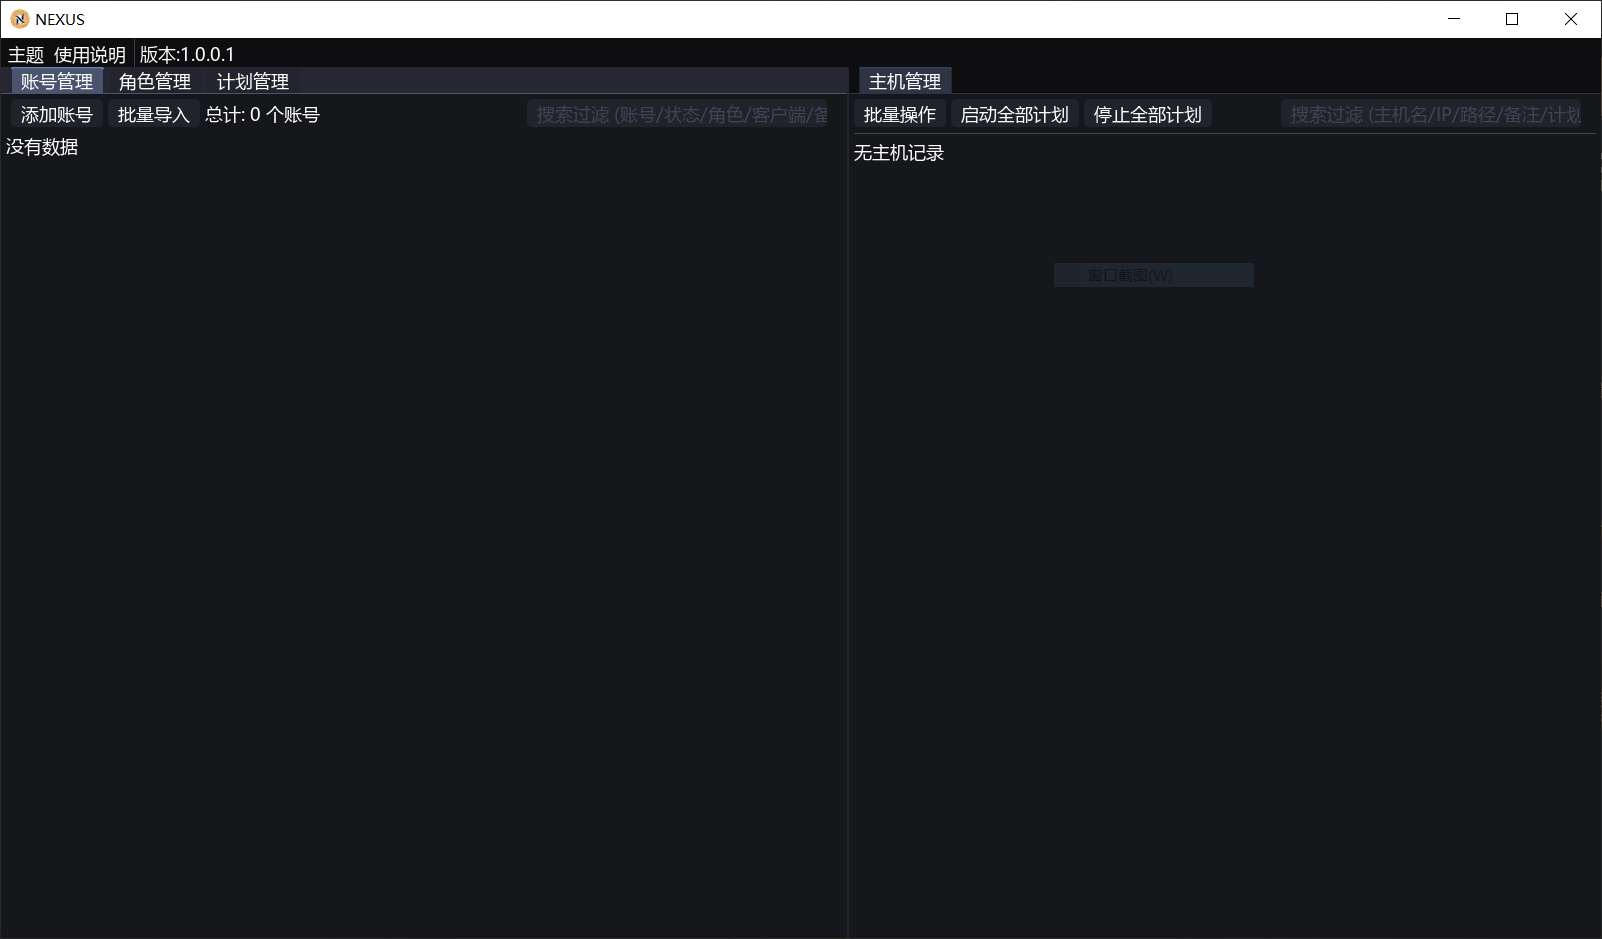 NEXUS
主题 使用说明 版本:1.0.0.1
账号管理 角色管理 计划管理
添加账号 批量导入 总计: 0 个账号 搜索过滤 (账号/状态/角色/客户端/备
没有数据
主机管理
批量操作 启动全部计划 停止全部计划 搜索过滤 (主机名/IP/路径/备注/计划
无主机记录
窗口截图(W)